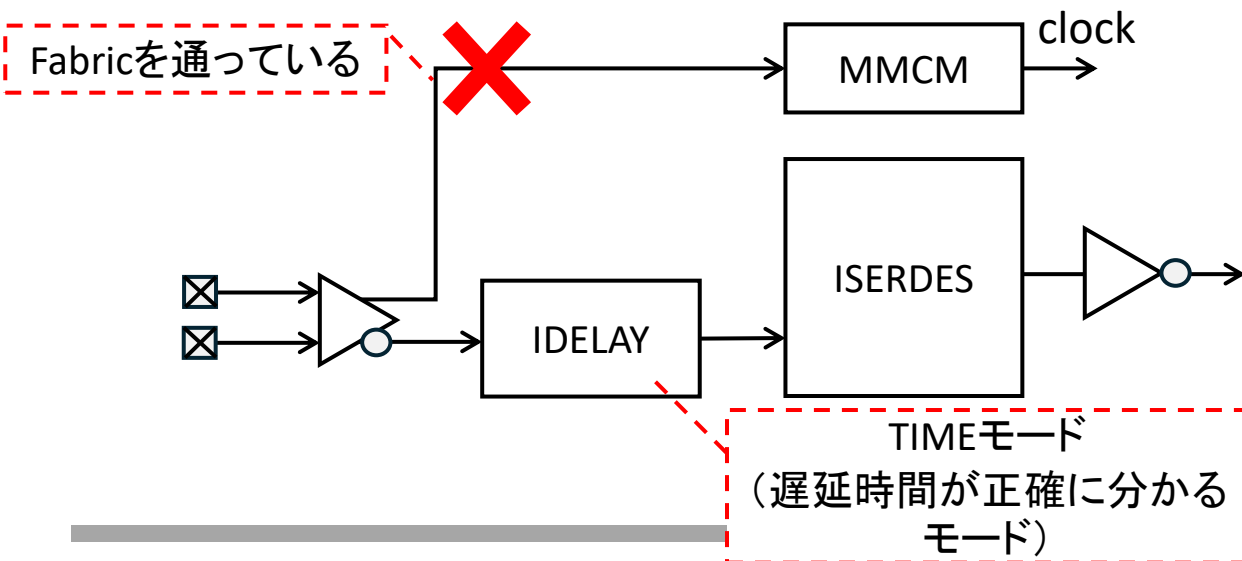 Fabricを通っている
clock
MMCM
ISERDES
IDELAY
TIMEモード
（遅延時間が正確に分かる
モード）